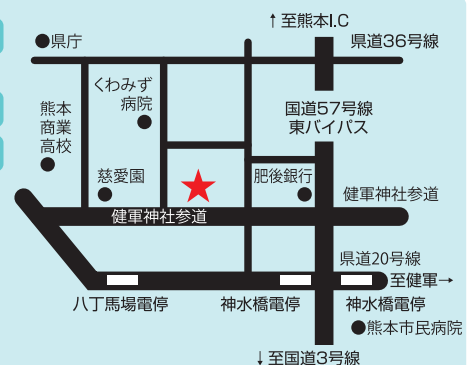 ↑至熊本I.C
県庁
県道36号線
くわみず
病院
熊本
商業
高校
国道57号線
東バイパス
慈愛園
肥後銀行
健軍神社参道
健軍神社参道
県道20号線
至健軍→
八丁馬場電停
神水橋電停
神水橋電停
熊本市民病院
↓至国道3号線